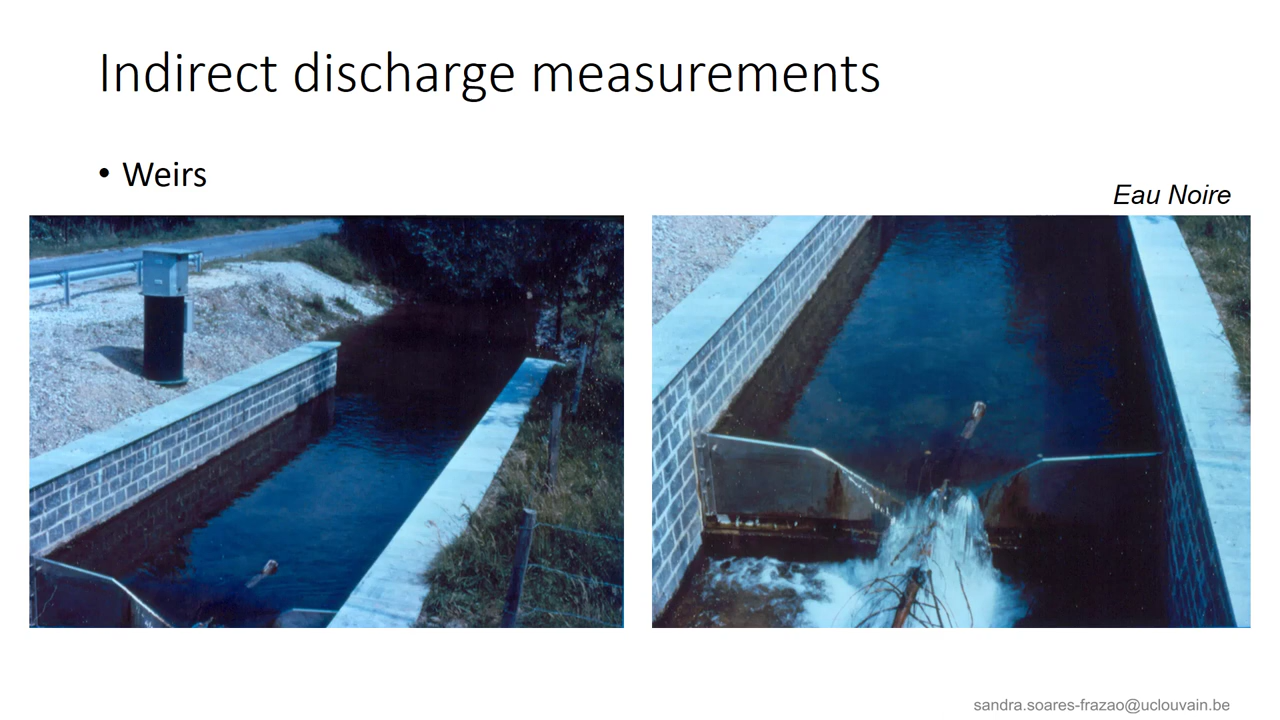 Indirect discharge measurements
• Weirs
Eau Noire
sandra.soares-frazao@uclouvain.be